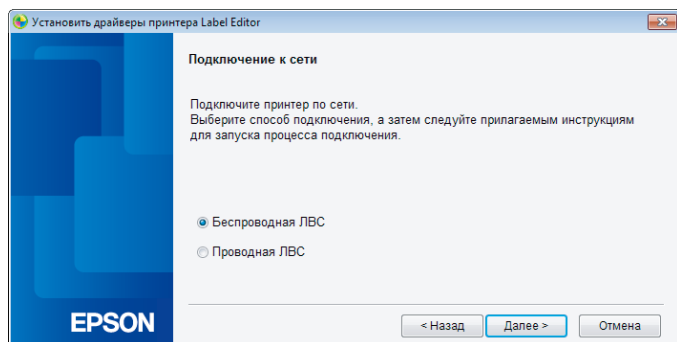 Установить драйверы принтера Label Editor
Подключение к сети
Подключите принтер по сети.
Выберите способ подключения, а затем следуйте прилагаемым инструкциям
для запуска процесса подключения.
Беспроводная ЛВС
Проводная ЛВС
EPSON
< Назад
Далее >
Отмена